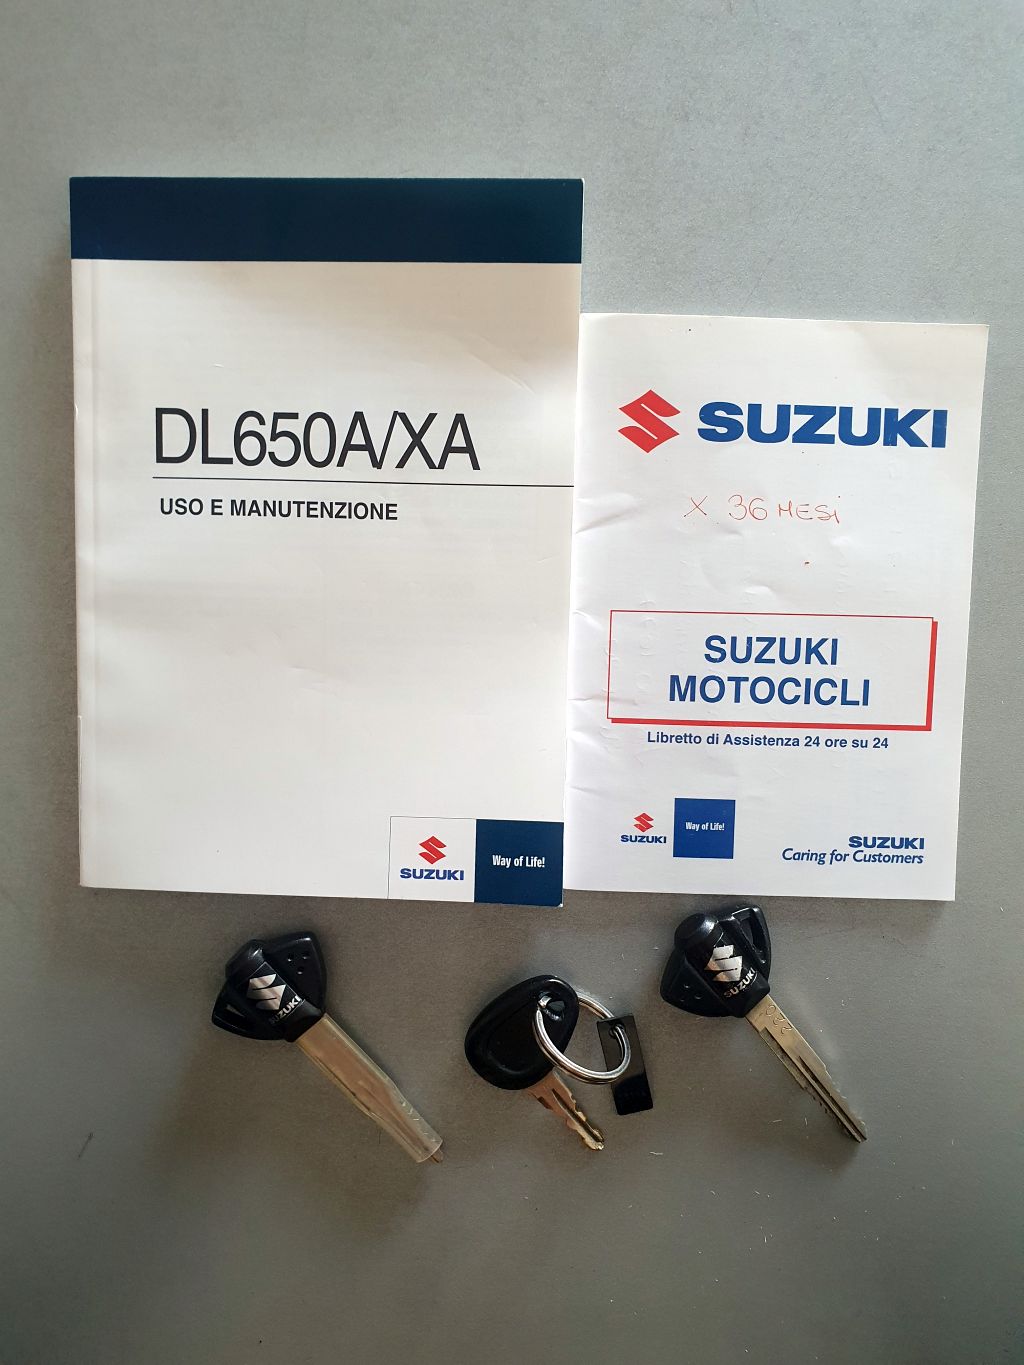 DL650A/XA
USO E MANUTENZIONE
SUZUKI
Way of Life!
SUZUKI
X 36 MESi
SUZUKI
MOTOCICLI
Libretto di Assistenza 24 ore su 24
SUZUKI
Way of Life!
SUZUKI
Caring for Customers
SUZUKI
SUZUKI